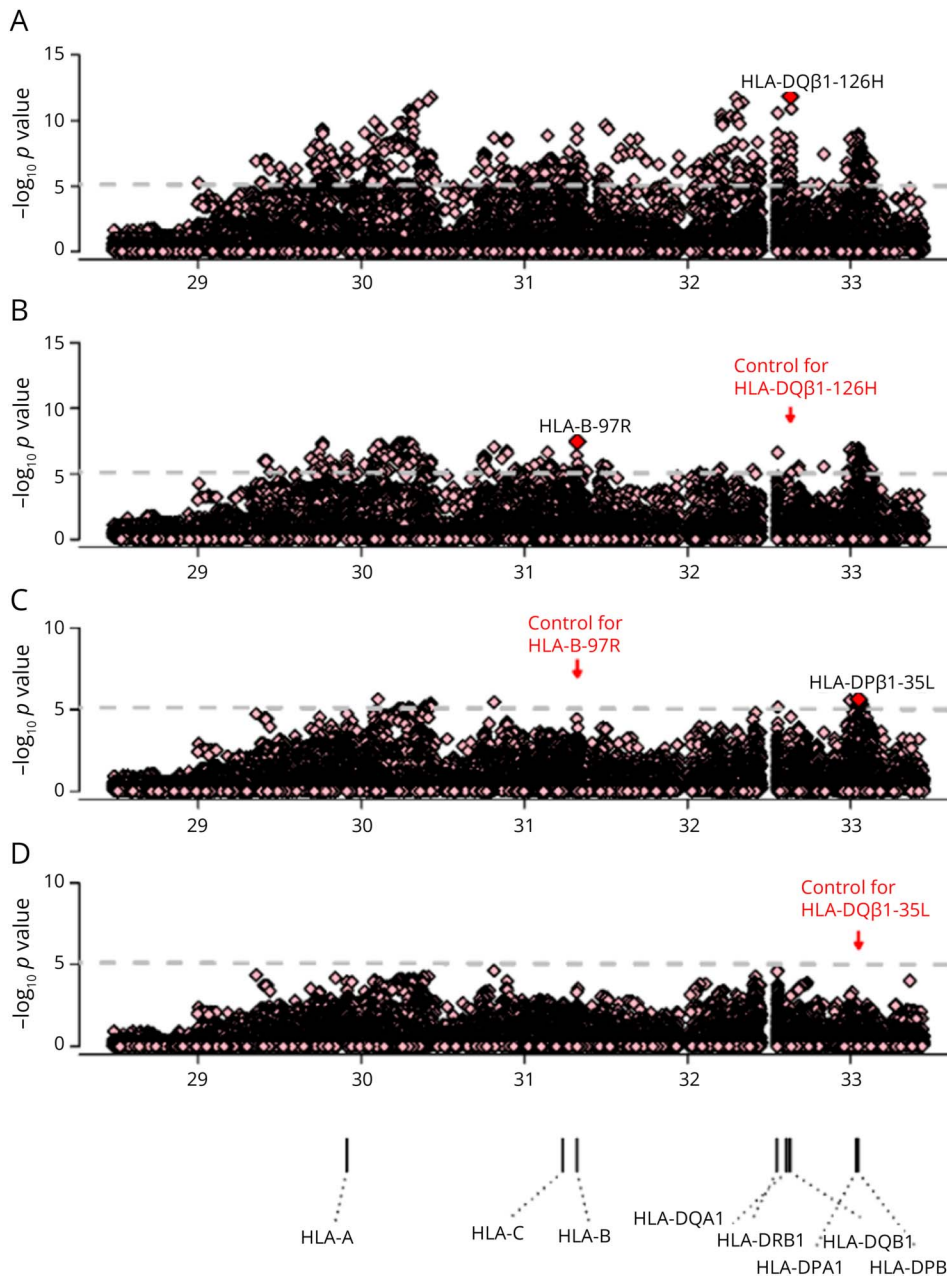 A
15
10
5
0
–log10 p value
HLA-DQβ1-126H
29 30 31 32 33
B
15
10
5
0
–log10 p value
Control for
HLA-DQβ1-126H
HLA-B-97R
29 30 31 32 33
C
10
5
0
–log10 p value
Control for
HLA-B-97R
HLA-DPβ1-35L
29 30 31 32 33
D
10
5
0
–log10 p value
Control for
HLA-DQβ1-35L
29 30 31 32 33
HLA-A
HLA-C
HLA-B
HLA-DQA1
HLA-DRB1
HLA-DQB1
HLA-DPA1
HLA-DPB